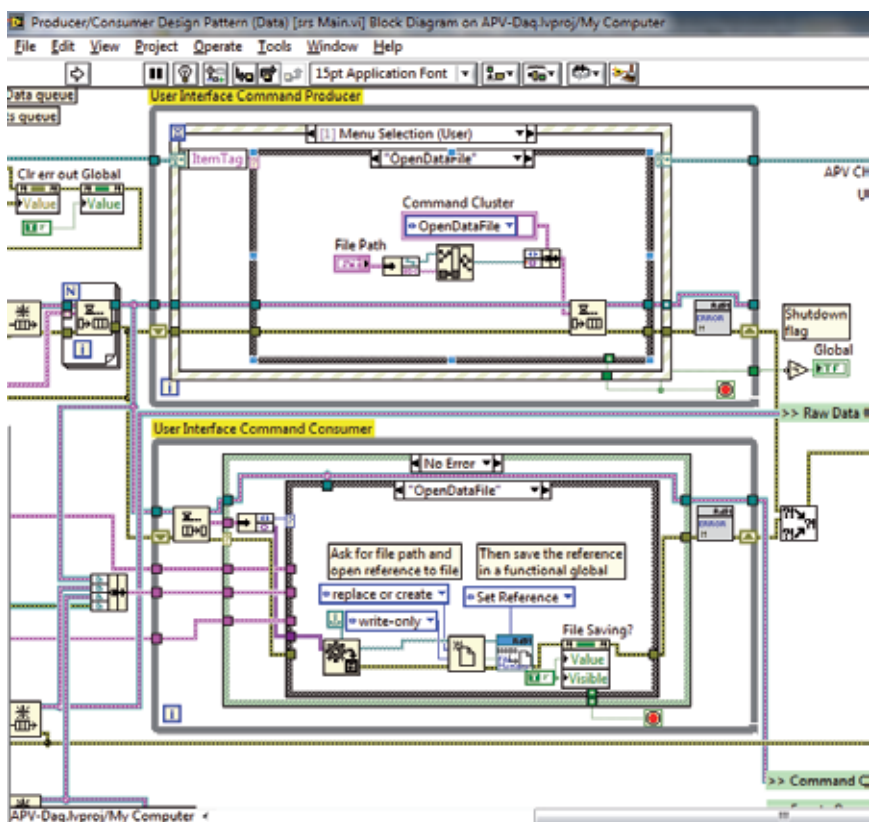 Producer/Consumer Design Pattern (Data) [srs Main.vi] Block Diagram on APV-Daq.lvproj/My Computer
File Edit View Project Operate Tools Window Help
15pt Application Font
Data queue
User Interface Command Producer
s queue
[1] Menu Selection (User)
ItemTag
"OpenDataFile"
APV CH
Clr err out Global
Value
Value
Command Cluster
OpenDataFile
File Path
N
i
ERROR
Shutdown
flag
Global
TF
i
>> Raw Data
User Interface Command Consumer
No Error
"OpenDataFile"
ERROR
Ask for file path and
open reference to file
Then save the reference
in a functional global
replace or create
Set Reference
write-only
File Saving?
Value
Visible
i
>> Command
APV-Daq.lvproj/My Computer